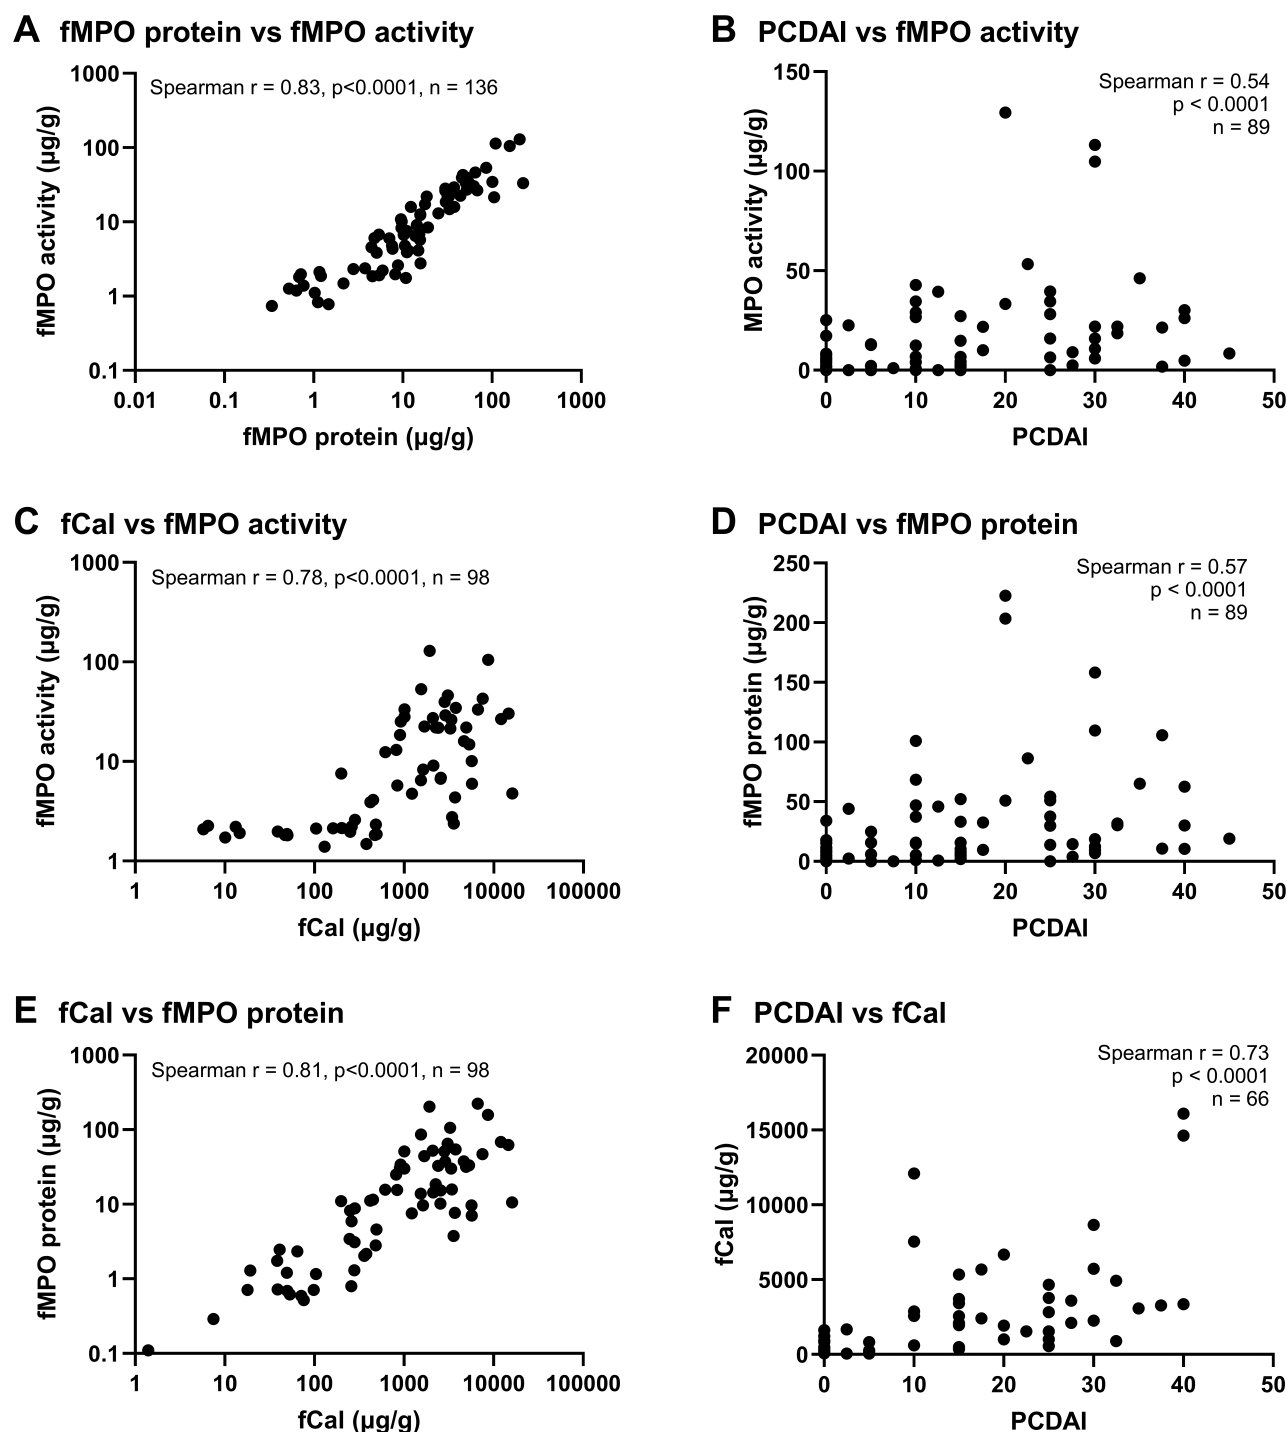 A fMPO protein vs fMPO activity
Spearman r = 0.83, p<0.0001, n = 136
fMPO activity (µg/g)
1000
100
10
1
0.1
0.01 0.1 1 10 100 1000
fMPO protein (µg/g)
B PCDAI vs fMPO activity
Spearman r = 0.54
p < 0.0001
n = 89
MPO activity (µg/g)
150
100
50
0
0 10 20 30 40 50
PCDAI
C fCal vs fMPO activity
Spearman r = 0.78, p<0.0001, n = 98
fMPO activity (µg/g)
1000
100
10
1
1 10 100 1000 10000 100000
fCal (µg/g)
D PCDAI vs fMPO protein
Spearman r = 0.57
p < 0.0001
n = 89
fMPO protein (µg/g)
250
200
150
100
50
0
0 10 20 30 40 50
PCDAI
E fCal vs fMPO protein
Spearman r = 0.81, p<0.0001, n = 98
fMPO protein (µg/g)
1000
100
10
1
0.1
1 10 100 1000 10000 100000
fCal (µg/g)
F PCDAI vs fCal
Spearman r = 0.73
p < 0.0001
n = 66
fCal (µg/g)
20000
15000
10000
5000
0
0 10 20 30 40 50
PCDAI